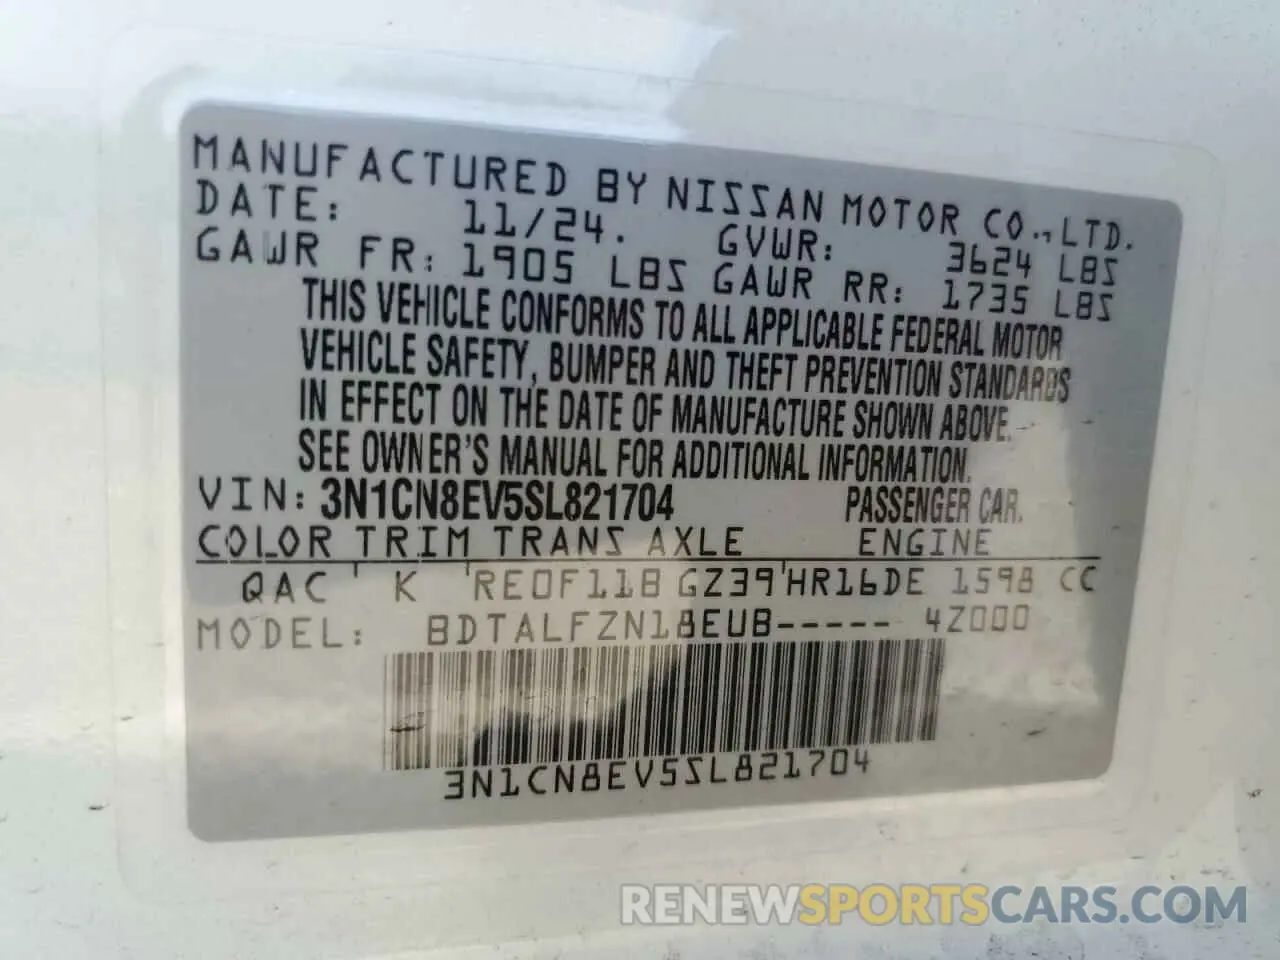 MANUFACTURED BY NISSAN MOTOR CO., LTD.
DATE: 11/24. GVWR: 3624 LBS
GAWR FR: 1905 LBS GAWR RR: 1735 LBS
THIS VEHICLE CONFORMS TO ALL APPLICABLE FEDERAL MOTOR
VEHICLE SAFETY, BUMPER AND THEFT PREVENTION STANDARDS
IN EFFECT ON THE DATE OF MANUFACTURE SHOWN ABOVE.
SEE OWNER'S MANUAL FOR ADDITIONAL INFORMATION.
VIN: 3N1CN8EV5SL821704 PASSENGER CAR.
COLOR TRIM TRANS AXLE ENGINE
QAC K RE0F11B GZ39 HR16DE 1598 CC
MODEL: BDTALFZN18EUB----- 4Z000
3N1CN8EV5SL821704
RENEWSPORTSCARS.COM